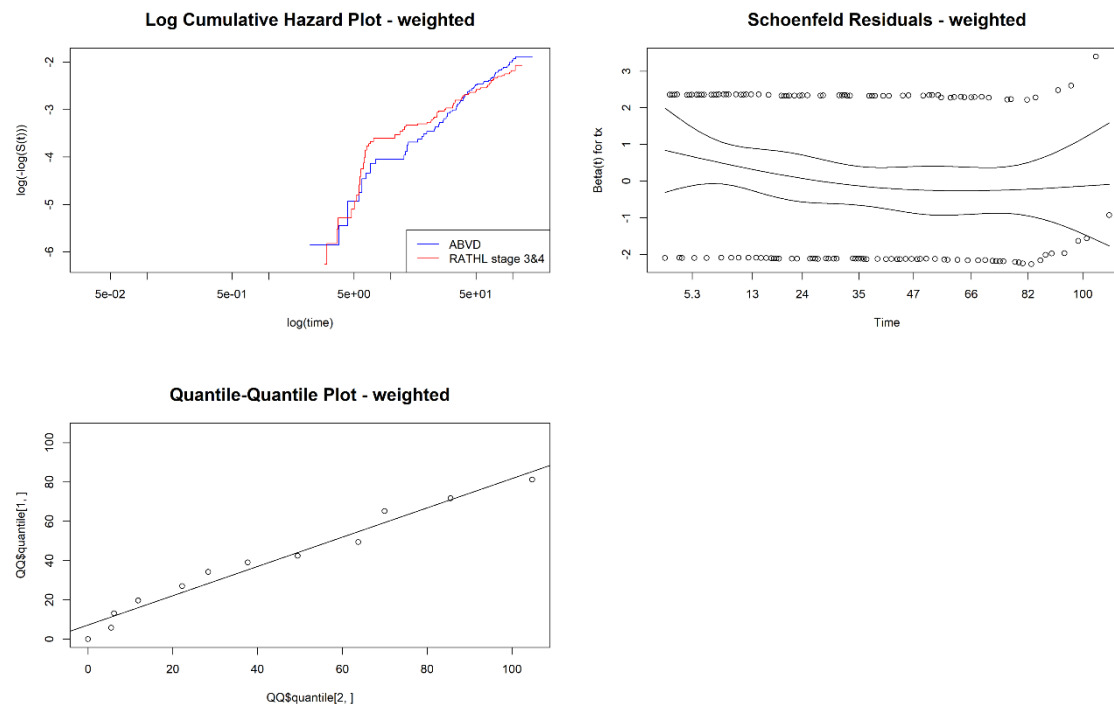 Log Cumulative Hazard Plot - weighted
log(-log(S(t)))
-2
-3
-4
-5
-6
ABVD
RATHL stage 3&4
5e-02 5e-01 5e+00 5e+01
log(time)
Schoenfeld Residuals - weighted
Beta(t) for tx
3
2
1
0
-1
-2
5.3 13 24 35 47 66 82 100
Time
Quantile-Quantile Plot - weighted
QQ$quantile[1, ]
100
80
60
40
20
0
0 20 40 60 80 100
QQ$quantile[2, ]